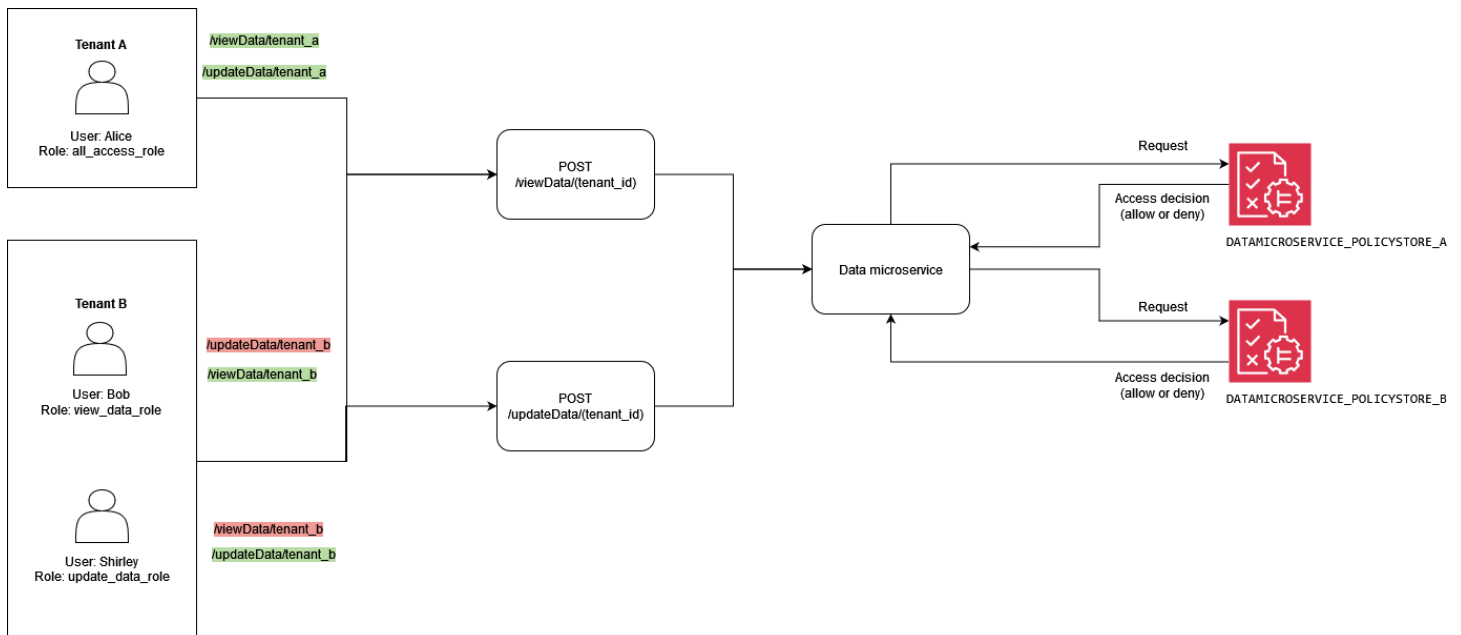 Tenant A
User: Alice
Role: all_access_role
/viewData/tenant_a
/updateData/tenant_a
Tenant B
User: Bob
Role: view_data_role
/updateData/tenant_b
/viewData/tenant_b
User: Shirley
Role: update_data_role
/viewData/tenant_b
/updateData/tenant_b
POST
/viewData/(tenant_id)
POST
/updateData/(tenant_id)
Data microservice
Request
Access decision
(allow or deny)
DATAMICROSERVICE_POLICYSTORE_A
Request
Access decision
(allow or deny)
DATAMICROSERVICE_POLICYSTORE_B